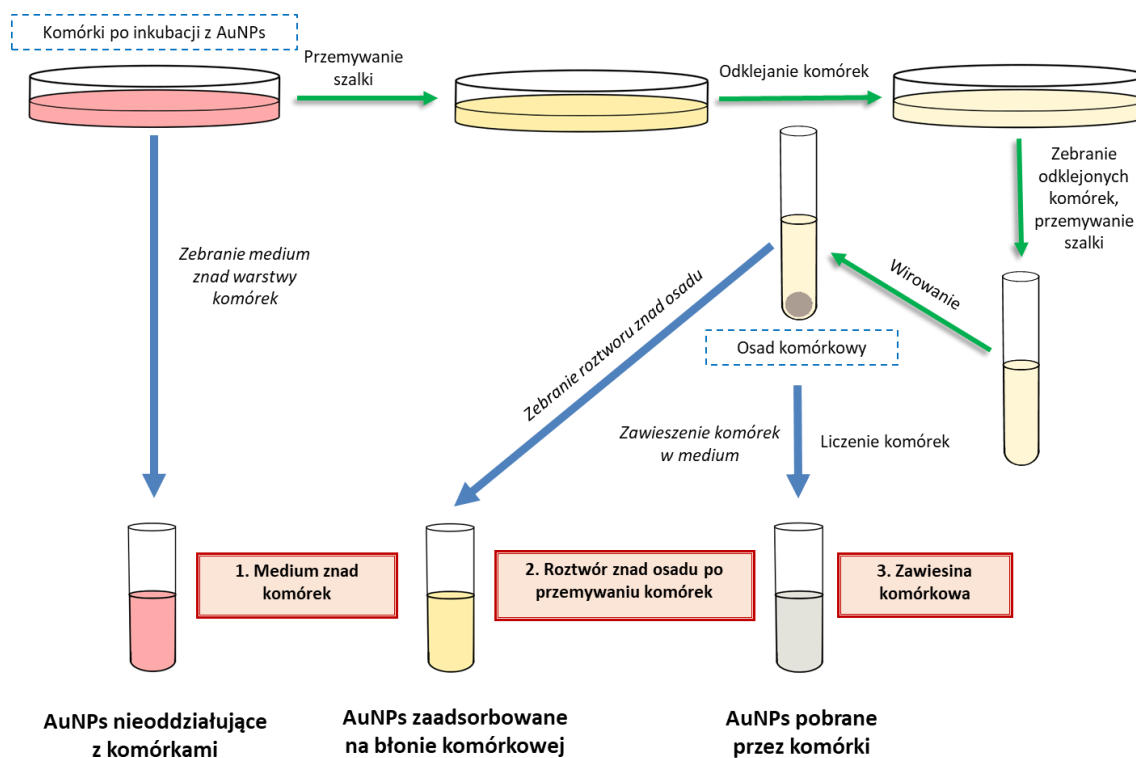 Komórki po inkubacji z AuNPs
Przemywanie
szalki
Odklejanie komórek
Zebranie
odklejonych
komórek,
przemywanie
szalki
Zebranie medium
znad warstwy
komórek
Wirowanie
Zebranie roztworu znad osadu
Osad komórkowy
Zawieszenie komórek
w medium
Liczenie komórek
1. Medium znad
komórek
2. Roztwór znad osadu po
przemywaniu komórek
3. Zawiesina
komórkowa
AuNPs nieoddziałujące
z komórkami
AuNPs zaadsorbowane
na błonie komórkowej
AuNPs pobrane
przez komórki